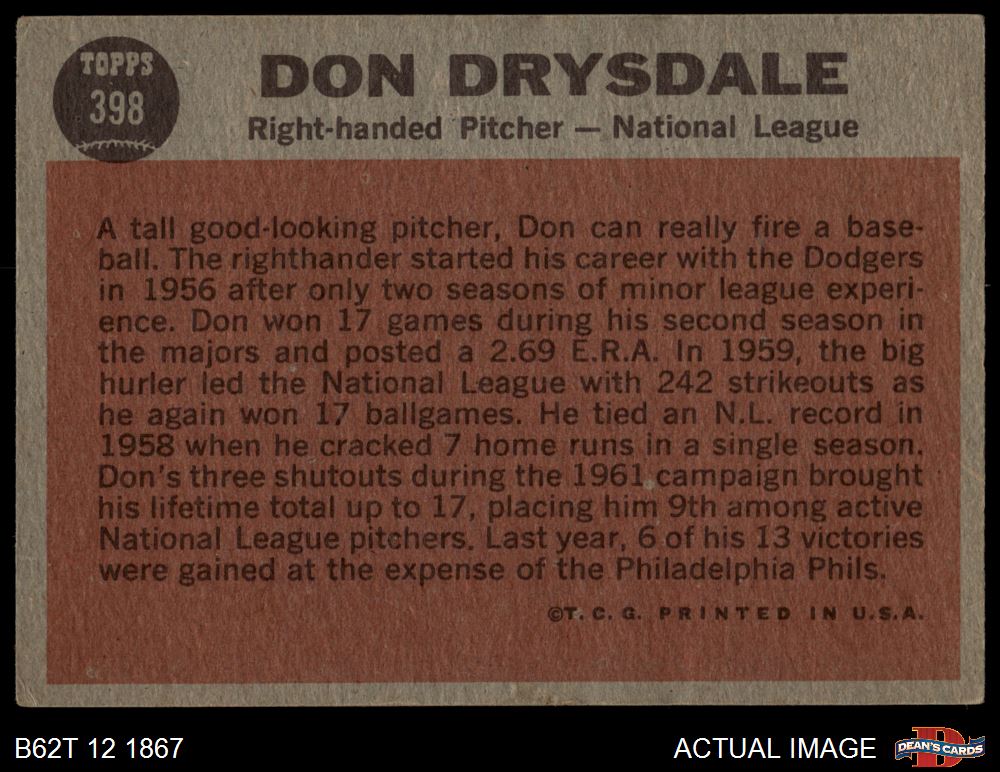 TOPPS
398
DON DRYSDALE
Right-handed Pitcher — National League
A tall good-looking pitcher, Don can really fire a base-
ball. The righthander started his career with the Dodgers
in 1956 after only two seasons of minor league experi-
ence. Don won 17 games during his second season in
the majors and posted a 2.69 E.R.A. In 1959, the big
hurler led the National League with 242 strikeouts as
he again won 17 ballgames. He tied an N.L. record in
1958 when he cracked 7 home runs in a single season.
Don's three shutouts during the 1961 campaign brought
his lifetime total up to 17, placing him 9th among active
National League pitchers. Last year, 6 of his 13 victories
were gained at the expense of the Philadelphia Phils.
©T. C. G. PRINTED IN U.S.A.
B62T 12 1867
ACTUAL IMAGE
D
DEAN'S CARDS